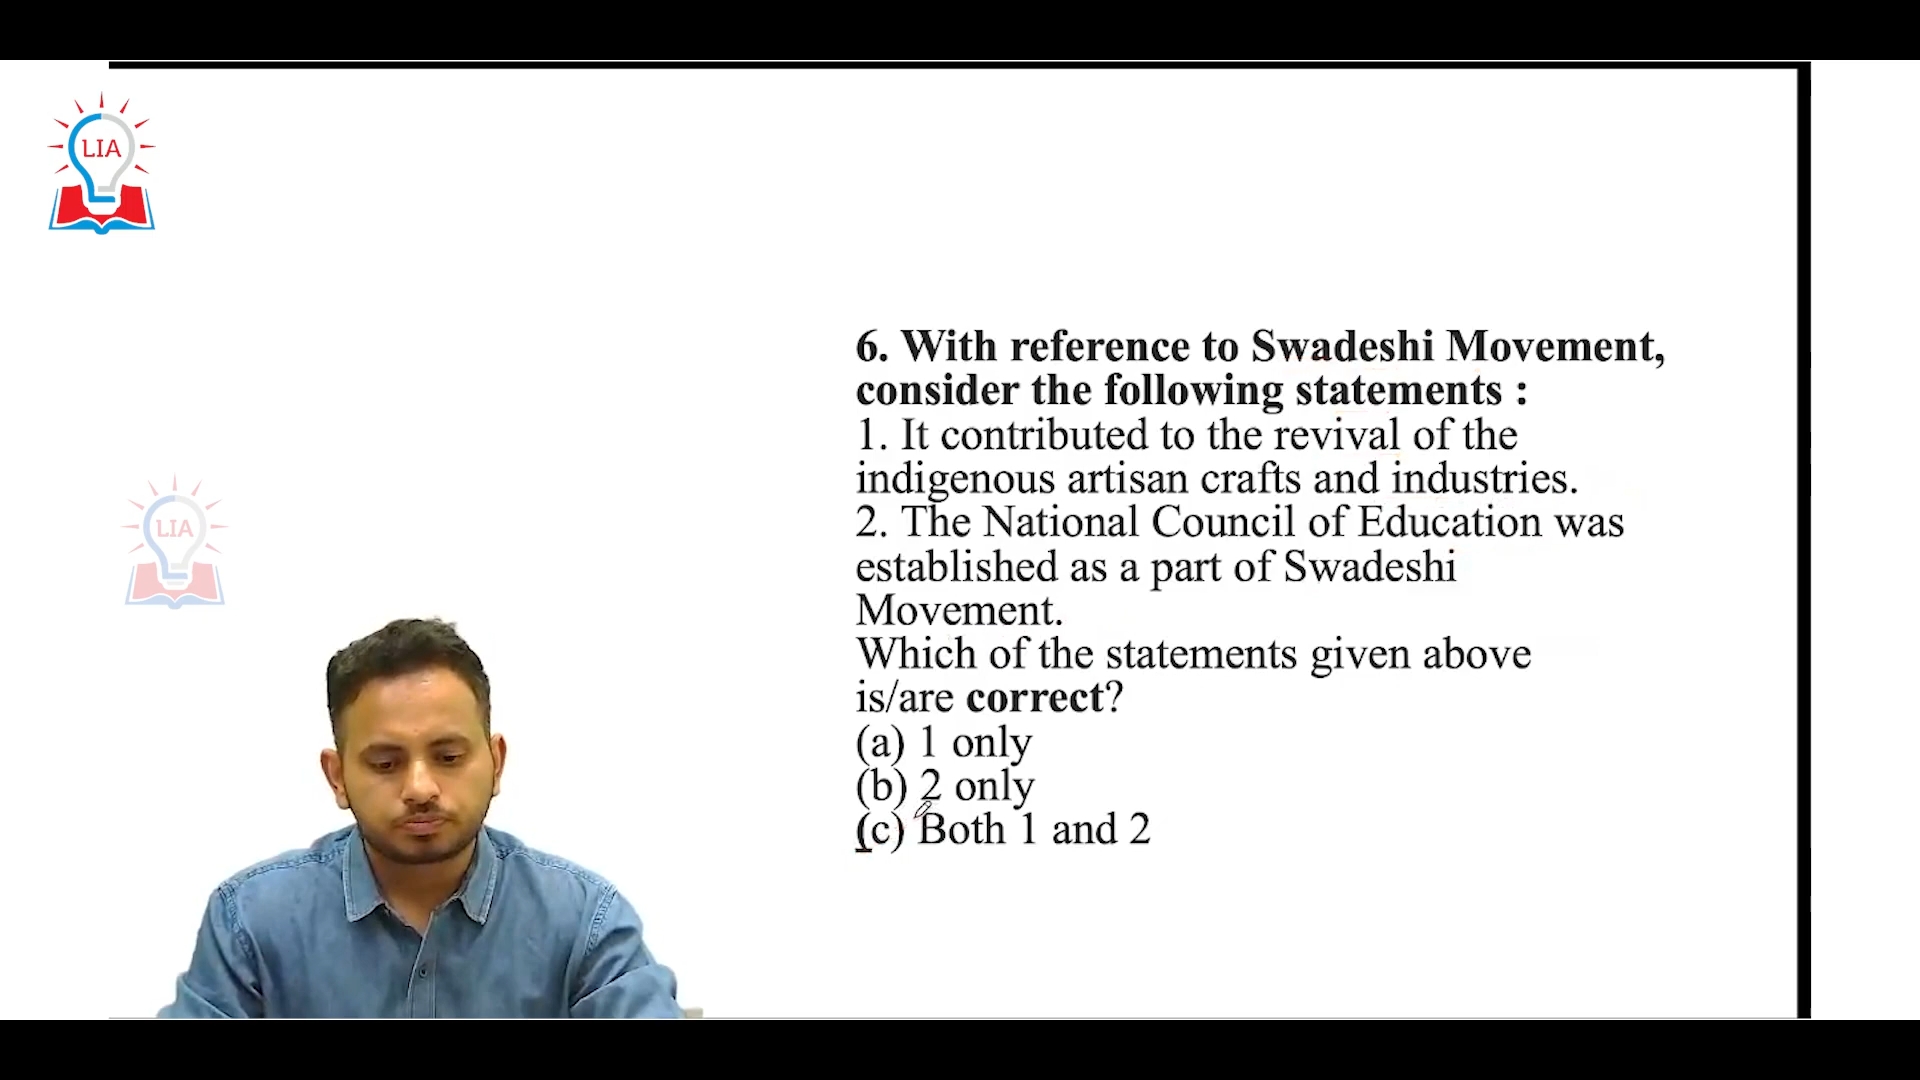 LIA
LIA
6. With reference to Swadeshi Movement,
consider the following statements :
1. It contributed to the revival of the
indigenous artisan crafts and industries.
2. The National Council of Education was
established as a part of Swadeshi
Movement.
Which of the statements given above
is/are correct?
(a) 1 only
(b) 2 only
(c) Both 1 and 2